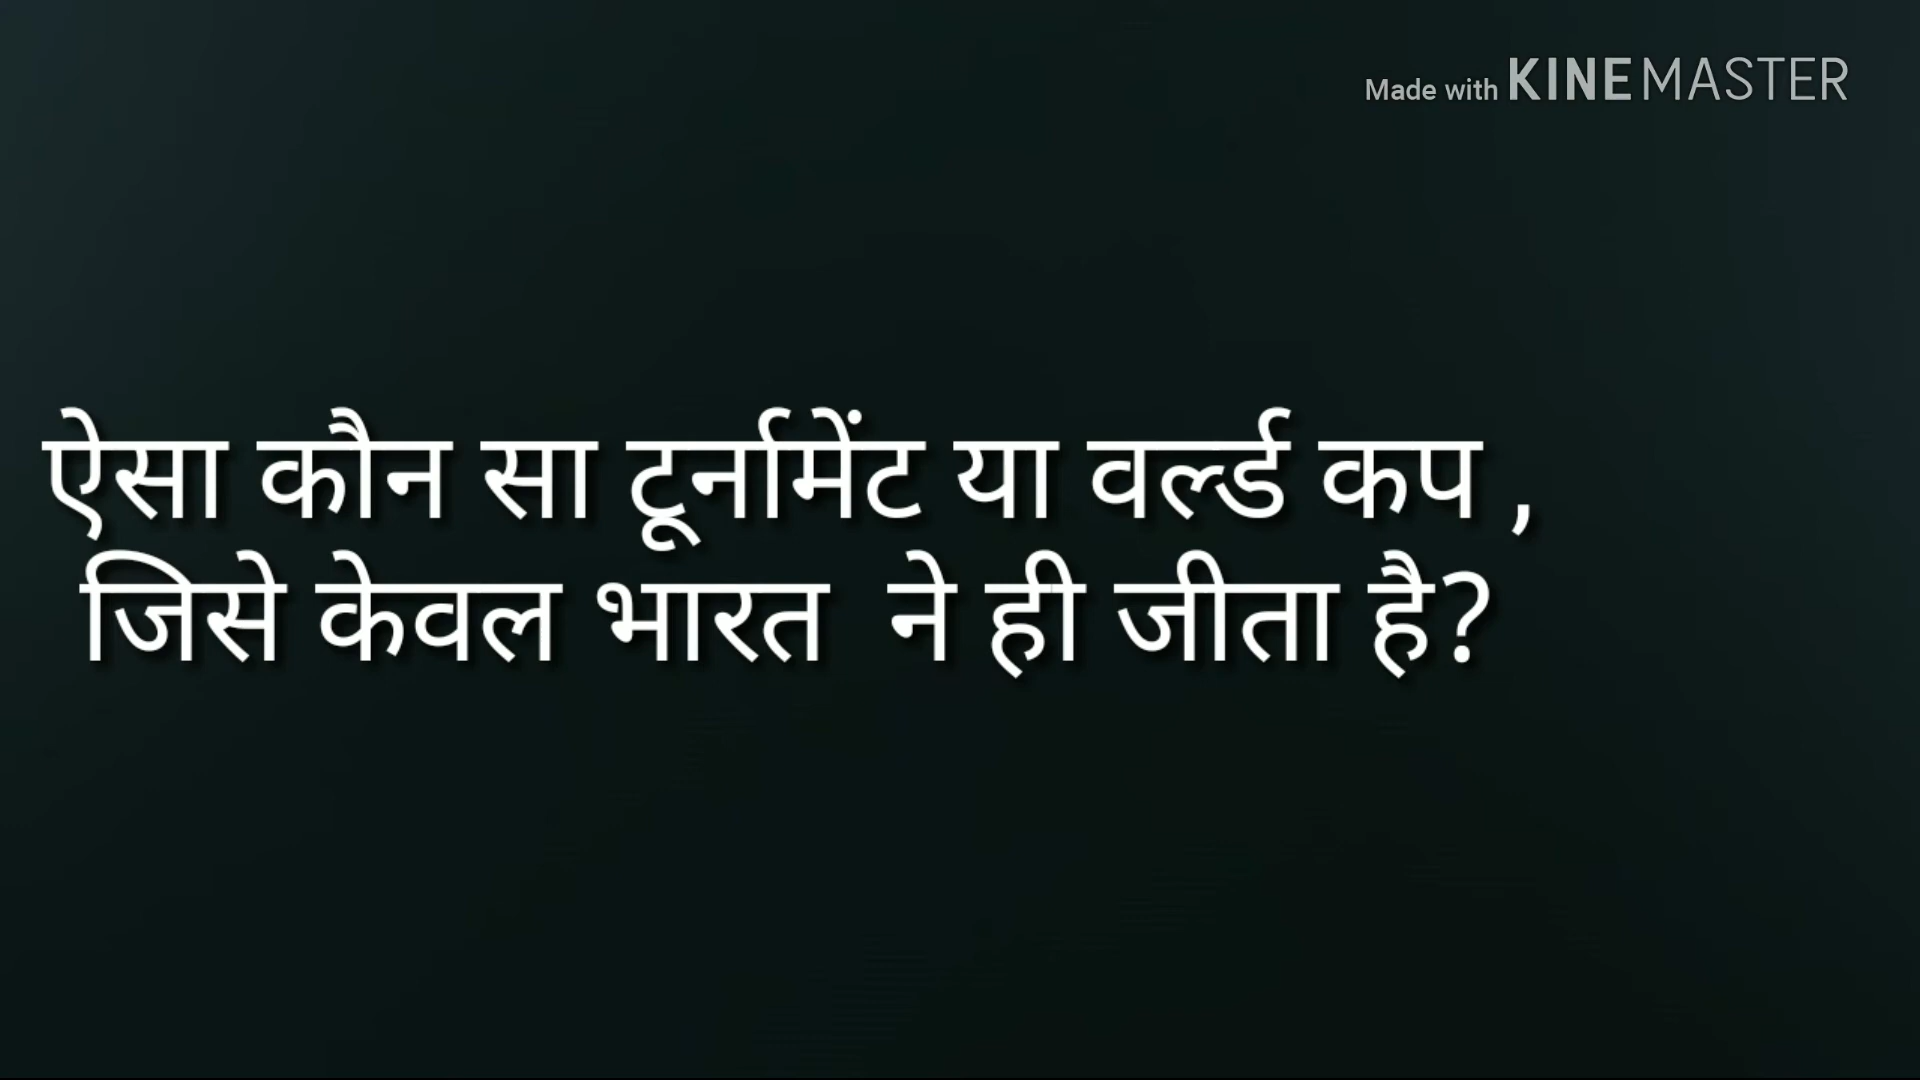 Made with KINEMASTER
ऐसा कौन सा टूर्नामेंट या वर्ल्ड कप ,
जिसे केवल भारत  ने ही जीता है?